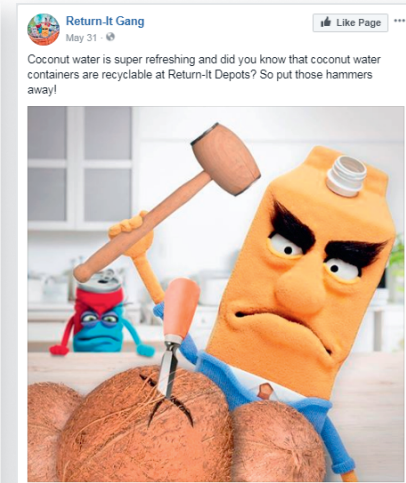 Return-It Gang
Like Page
May 31
Coconut water is super refreshing and did you know that coconut water
containers are recyclable at Return-It Depots? So put those hammers
away!